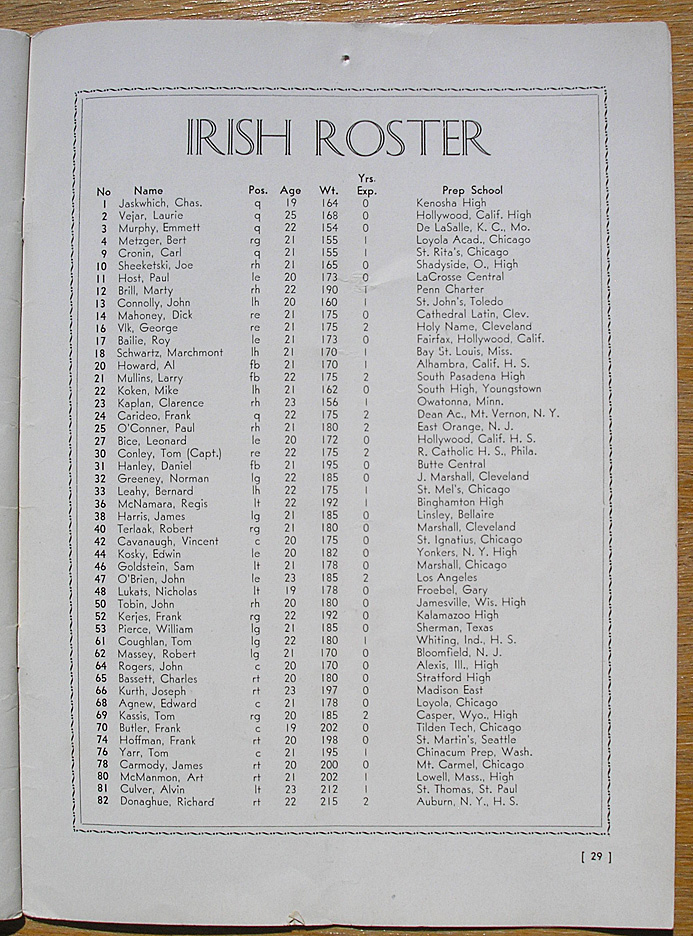 IRISH ROSTER
Yrs.
No Name Pos. Age Wt. Exp. Prep School
1 Jaskwhich, Chas. q 19 164 0 Kenosha High
2 Vejar, Laurie q 25 168 0 Hollywood, Calif. High
3 Murphy, Emmett q 22 154 0 De LaSalle, K. C., Mo.
4 Metzger, Bert rg 21 155 1 Loyola Acad., Chicago
9 Cronin, Carl q 21 155 1 St. Rita's, Chicago
10 Sheeketski, Joe rh 21 165 0 Shadyside, O., High
11 Host, Paul le 20 173 0 LaCrosse Central
12 Brill, Marty rh 22 190 1 Penn Charter
13 Connolly, John lh 20 160 1 St. John's, Toledo
14 Mahoney, Dick re 21 175 0 Cathedral Latin, Clev.
16 Vlk, George re 21 175 2 Holy Name, Cleveland
17 Bailie, Roy le 21 173 0 Fairfax, Hollywood, Calif.
18 Schwartz, Marchmont lh 21 170 1 Bay St. Louis, Miss.
20 Howard, Al fb 21 170 1 Alhambra, Calif. H. S.
21 Mullins, Larry fb 22 175 2 South Pasadena High
22 Koken, Mike lh 21 162 0 South High, Youngstown
23 Kaplan, Clarence rh 23 156 1 Owatonna, Minn.
24 Carideo, Frank q 22 175 2 Dean Ac., Mt. Vernon, N. Y.
25 O'Conner, Paul rh 21 180 2 East Orange, N. J.
27 Bice, Leonard le 20 172 0 Hollywood, Calif. H. S.
30 Conley, Tom (Capt.) re 22 175 2 R. Catholic H. S., Phila.
31 Hanley, Daniel fb 21 195 0 Butte Central
32 Greeney, Norman lg 22 185 0 J. Marshall, Cleveland
33 Leahy, Bernard lh 22 175 1 St. Mel's, Chicago
36 McNamara, Regis lt 22 192 1 Binghamton High
38 Harris, James lg 21 185 0 Linsley, Bellaire
40 Terlaak, Robert rg 21 180 0 Marshall, Cleveland
42 Cavanaugh, Vincent c 20 175 0 St. Ignatius, Chicago
44 Kosky, Edwin le 20 182 0 Yonkers, N. Y. High
46 Goldstein, Sam lt 21 178 0 Marshall, Chicago
47 O'Brien, John le 23 185 2 Los Angeles
48 Lukats, Nicholas lt 19 178 0 Froebel, Gary
50 Tobin, John rh 20 180 0 Jamesville, Wis. High
52 Kerjes, Frank rg 22 192 0 Kalamazoo High
53 Pierce, William lg 21 185 0 Sherman, Texas
61 Coughlan, Tom lg 22 180 1 Whiting, Ind., H. S.
62 Massey, Robert lg 21 170 0 Bloomfield, N. J.
64 Rogers, John c 20 170 0 Alexis, Ill., High
65 Bassett, Charles rt 20 180 0 Stratford High
66 Kurth, Joseph rt 23 197 0 Madison East
68 Agnew, Edward c 21 178 0 Loyola, Chicago
69 Kassis, Tom rg 20 185 2 Casper, Wyo., High
70 Butler, Frank c 19 202 0 Tilden Tech, Chicago
74 Hoffman, Frank rt 20 198 0 St. Martin's, Seattle
76 Yarr, Tom c 21 195 1 Chinacum Prep, Wash.
78 Carmody, James rt 20 200 0 Mt. Carmel, Chicago
80 McManmon, Art rt 21 202 1 Lowell, Mass., High
81 Culver, Alvin lt 23 212 1 St. Thomas, St. Paul
82 Donaghue, Richard rt 22 215 2 Auburn, N. Y., H. S.
[ 29 ]